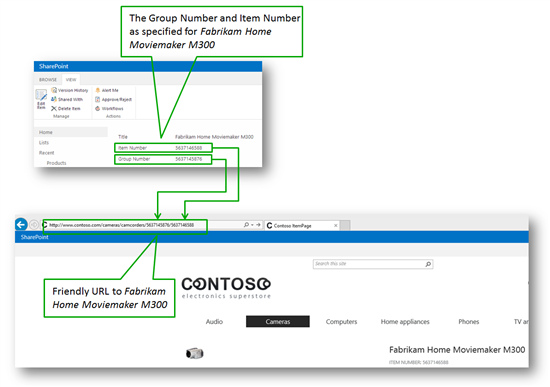 The Group Number and Item Number
as specified for Fabrikam Home
Moviemaker M300
SharePoint
BROWSE VIEW
Edit Item
Version History
Shared With
Delete Item
Manage
Alert Me
Approve/Reject
Workflows
Actions
Home
Lists
Recent
Products
Title Fabrikam Home Moviemaker M300
Item Number 5637146588
Group Number 5637145876
http://www.contoso.com/cameras/camcorders/5637145876/5637146588
Contoso ItemPage
SharePoint
Friendly URL to Fabrikam
Home Moviemaker M300
Search this site
CONTOSO
electronics superstore
Audio Cameras Computers Home appliances Phones TV an
Fabrikam Home Moviemaker M300
ITEM NUMBER: 5637146588